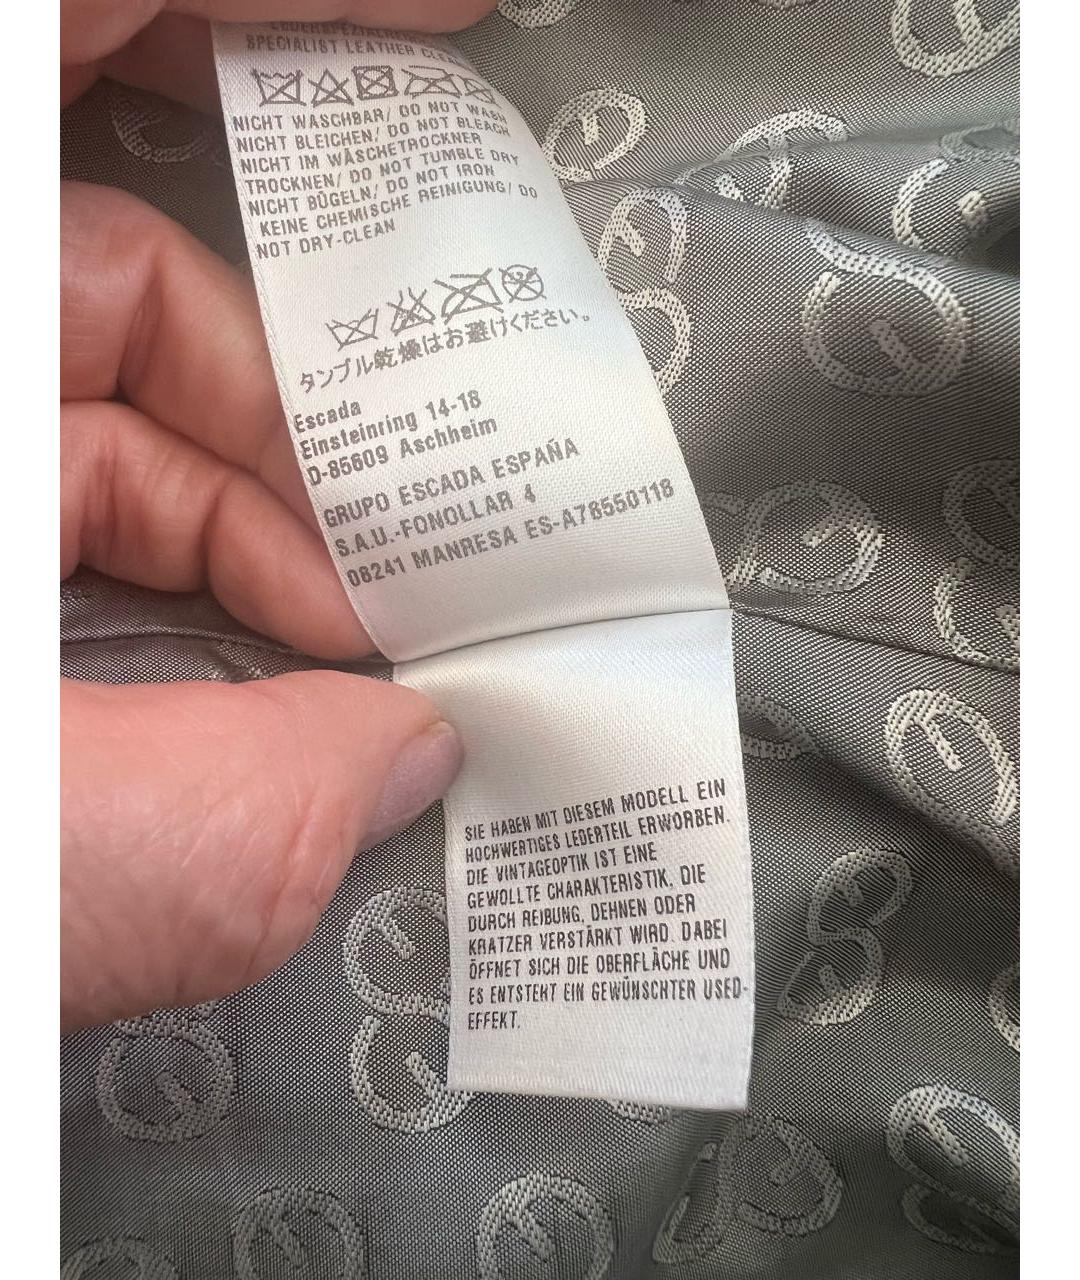 LEDERSPEZIALREINIGUNG
SPECIALIST LEATHER CLEA
NICHT WASCHBAR/ DO NOT WASH
NICHT BLEICHEN/ DO NOT BLEACH
NICHT IM WÄSCHETROCKNER
TROCKNEN/ DO NOT TUMBLE DRY
NICHT BÜGELN/ DO NOT IRON
KEINE CHEMISCHE REINIGUNG/ DO
NOT DRY-CLEAN
タンブル乾燥はお避けください。
Escada
Einsteinring 14-18
D-85609 Aschheim
GRUPO ESCADA ESPAÑA
S.A.U.-FONOLLAR 4
08241 MANRESA ES-A78550118
SIE HABEN MIT DIESEM MODELL EIN
HOCHWERTIGES LEDERTEIL ERWORBEN.
DIE VINTAGEOPTIK IST EINE
GEWOLLTE CHARAKTERISTIK, DIE
DURCH REIBUNG, DEHNEN ODER
KRATZER VERSTÄRKT WIRD. DABEI
ÖFFNET SICH DIE OBERFLÄCHE UND
ES ENTSTEHT EIN GEWÜNSCHTER USED-
EFFEKT.